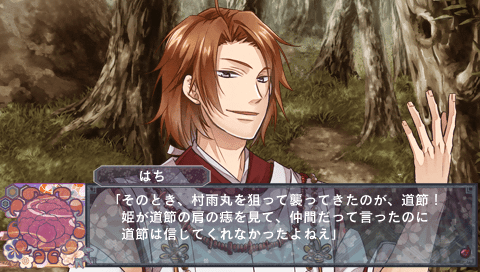 はち
「そのとき、村雨丸を狙って襲ってきたのが、道節！
姫が道節の肩の痣を見て、仲間だって言ったのに
道節は信じてくれなかったよねえ」